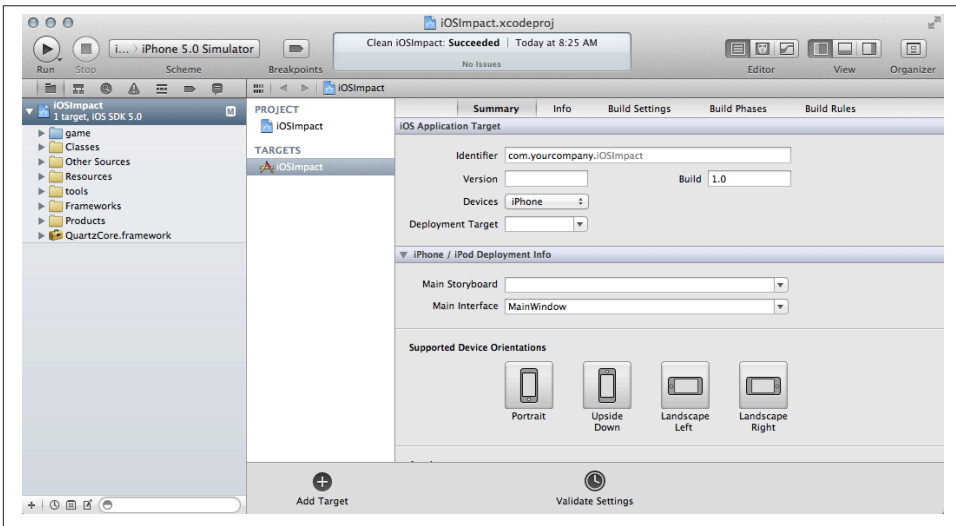 iOSImpact.xcodeproj
i... iPhone 5.0 Simulator
Clean iOSImpact: Succeeded | Today at 8:25 AM
No Issues
Run Stop Scheme Breakpoints Editor View Organizer
iOSImpact
iOSImpact M
1 target, iOS SDK 5.0
game
Classes
Other Sources
Resources
tools
Frameworks
Products
QuartzCore.framework
PROJECT
iOSImpact
TARGETS
iOSImpact
Summary Info Build Settings Build Phases Build Rules
iOS Application Target
Identifier com.yourcompany.iOSImpact
Version Build 1.0
Devices iPhone
Deployment Target
iPhone / iPod Deployment Info
Main Storyboard
Main Interface MainWindow
Supported Device Orientations
Portrait
Upside
Down
Landscape
Left
Landscape
Right
Add Target
Validate Settings